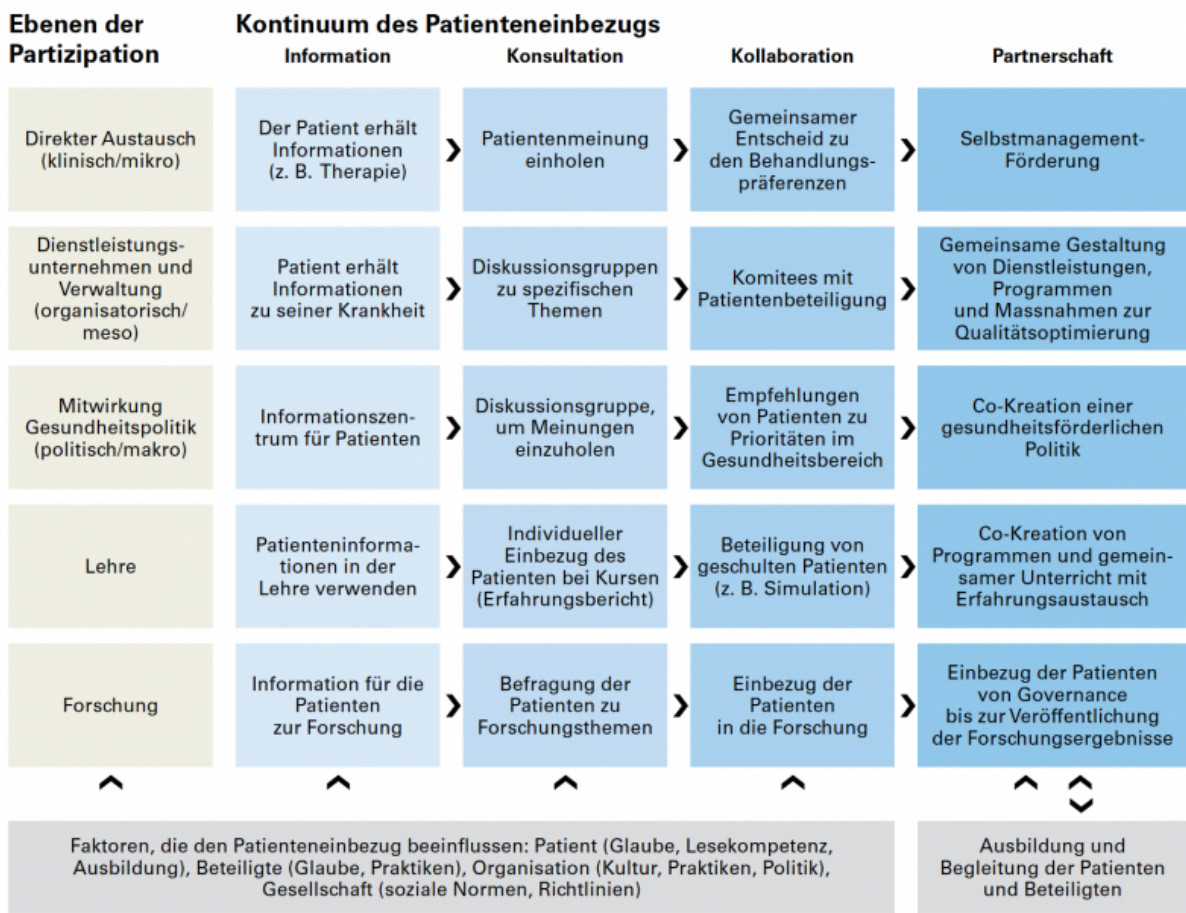 Ebenen der
Partizipation
Kontinuum des Patienteneinbezugs
Information
Konsultation
Kollaboration
Partnerschaft
Direkter Austausch
(klinisch/mikro)
Der Patient erhält
Informationen
(z. B. Therapie)
Patientenmeinung
einholen
Gemeinsamer
Entscheid zu
den Behandlungs-
präferenzen
Selbstmanagement-
Förderung
Dienstleistungs-
unternehmen und
Verwaltung
(organisatorisch/
meso)
Patient erhält
Informationen
zu seiner Krankheit
Diskussionsgruppen
zu spezifischen
Themen
Komitees mit
Patientenbeteiligung
Gemeinsame Gestaltung
von Dienstleistungen,
Programmen
und Massnahmen zur
Qualitätsoptimierung
Mitwirkung
Gesundheitspolitik
(politisch/makro)
Informationszen-
trum für Patienten
Diskussionsgruppe,
um Meinungen
einzuholen
Empfehlungen
von Patienten zu
Prioritäten im
Gesundheitsbereich
Co-Kreation einer
gesundheitsförderlichen
Politik
Lehre
Patienteninforma-
tionen in der
Lehre verwenden
Individueller
Einbezug des
Patienten bei Kursen
(Erfahrungsbericht)
Beteiligung von
geschulten Patienten
(z. B. Simulation)
Co-Kreation von
Programmen und gemein-
samer Unterricht mit
Erfahrungsaustausch
Forschung
Information für die
Patienten
zur Forschung
Befragung der
Patienten zu
Forschungsthemen
Einbezug der
Patienten
in die Forschung
Einbezug der Patienten
von Governance
bis zur Veröffentlichung
der Forschungsergebnisse
Faktoren, die den Patienteneinbezug beeinflussen: Patient (Glaube, Lesekompetenz,
Ausbildung), Beteiligte (Glaube, Praktiken), Organisation (Kultur, Praktiken, Politik),
Gesellschaft (soziale Normen, Richtlinien)
Ausbildung und
Begleitung der Patienten
und Beteiligten